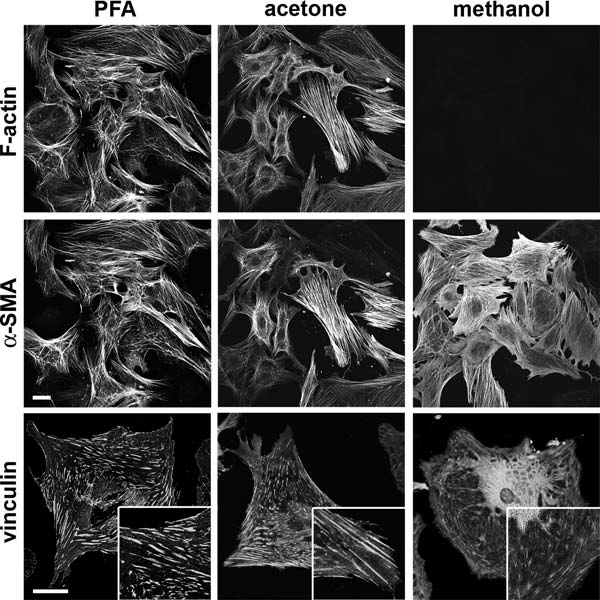 PFA acetone methanol
F-actin
α-SMA
vinculin